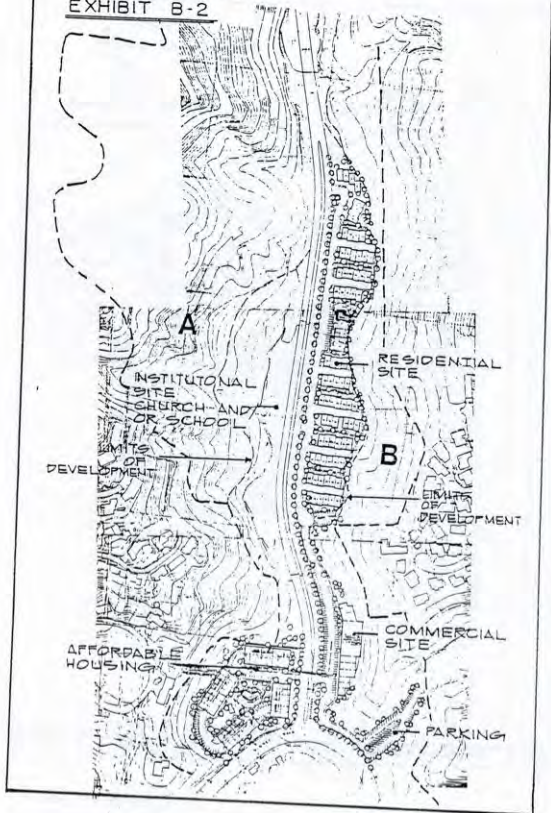 EXHIBIT B-2
A
INSTITUTONAL
SITE
CHURCH-AND/
OR SCHOOL
LIMITS
OF
DEVELOPMENT
C
RESIDENTIAL
SITE
B
LIMITS
OF
DEVELOPMENT
AFFORDABLE
HOUSING
COMMERCIAL
SITE
PARKING